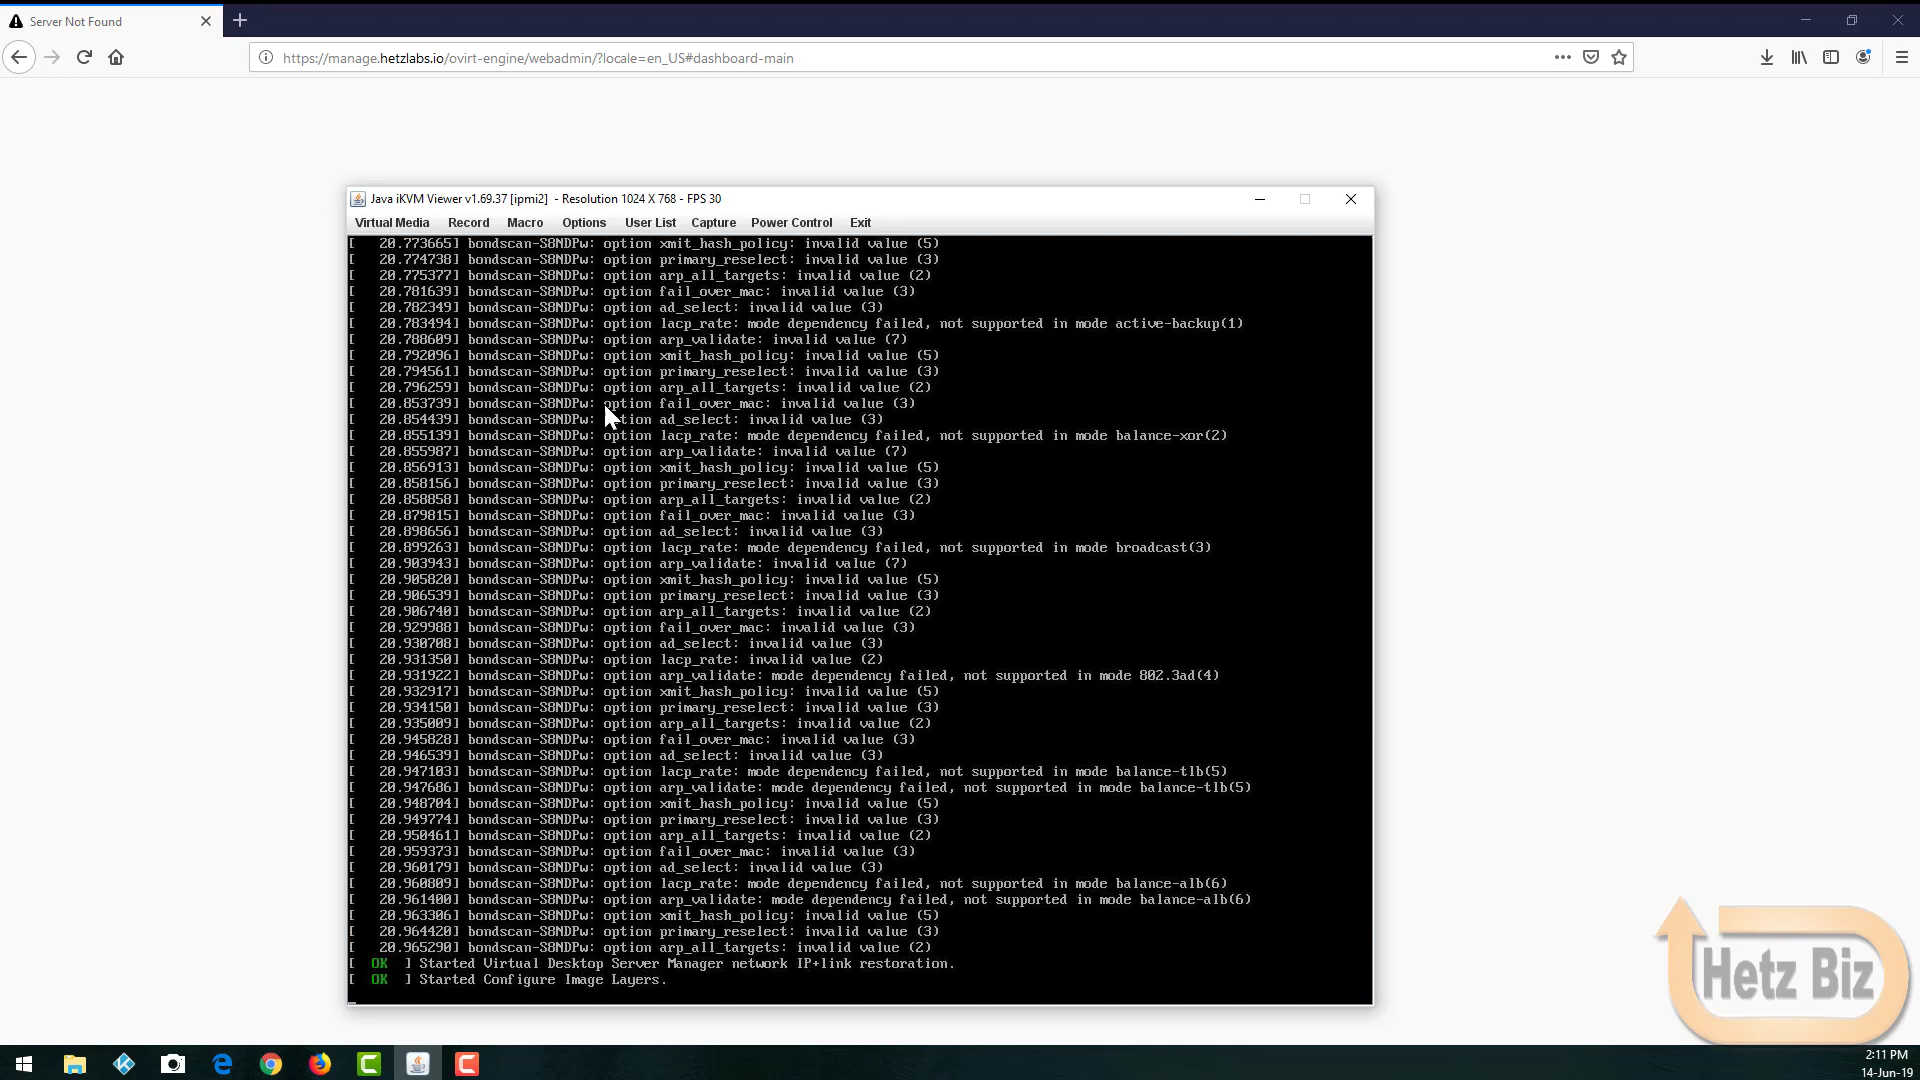 Server Not Found
https://manage.hetzlabs.io/ovirt-engine/webadmin/?locale=en_US#dashboard-main
Java iKVM Viewer v1.69.37 [ipmi2]  - Resolution 1024 X 768 - FPS 30
Virtual Media Record Macro Options User List Capture Power Control Exit
[   20.773665] bondscan-S8NDPw: option xmit_hash_policy: invalid value (5)
[   20.774738] bondscan-S8NDPw: option primary_reselect: invalid value (3)
[   20.775377] bondscan-S8NDPw: option arp_all_targets: invalid value (2)
[   20.781639] bondscan-S8NDPw: option fail_over_mac: invalid value (3)
[   20.782349] bondscan-S8NDPw: option ad_select: invalid value (3)
[   20.783494] bondscan-S8NDPw: option lacp_rate: mode dependency failed, not supported in mode active-backup(1)
[   20.788609] bondscan-S8NDPw: option arp_validate: invalid value (7)
[   20.792096] bondscan-S8NDPw: option xmit_hash_policy: invalid value (5)
[   20.794561] bondscan-S8NDPw: option primary_reselect: invalid value (3)
[   20.796259] bondscan-S8NDPw: option arp_all_targets: invalid value (2)
[   20.853739] bondscan-S8NDPw: option fail_over_mac: invalid value (3)
[   20.854439] bondscan-S8NDPw: option ad_select: invalid value (3)
[   20.855139] bondscan-S8NDPw: option lacp_rate: mode dependency failed, not supported in mode balance-xor(2)
[   20.855987] bondscan-S8NDPw: option arp_validate: invalid value (7)
[   20.856913] bondscan-S8NDPw: option xmit_hash_policy: invalid value (5)
[   20.858156] bondscan-S8NDPw: option primary_reselect: invalid value (3)
[   20.858858] bondscan-S8NDPw: option arp_all_targets: invalid value (2)
[   20.879815] bondscan-S8NDPw: option fail_over_mac: invalid value (3)
[   20.898656] bondscan-S8NDPw: option ad_select: invalid value (3)
[   20.899263] bondscan-S8NDPw: option lacp_rate: mode dependency failed, not supported in mode broadcast(3)
[   20.903943] bondscan-S8NDPw: option arp_validate: invalid value (7)
[   20.905820] bondscan-S8NDPw: option xmit_hash_policy: invalid value (5)
[   20.906539] bondscan-S8NDPw: option primary_reselect: invalid value (3)
[   20.906740] bondscan-S8NDPw: option arp_all_targets: invalid value (2)
[   20.929988] bondscan-S8NDPw: option fail_over_mac: invalid value (3)
[   20.930708] bondscan-S8NDPw: option ad_select: invalid value (3)
[   20.931350] bondscan-S8NDPw: option lacp_rate: invalid value (2)
[   20.931922] bondscan-S8NDPw: option arp_validate: mode dependency failed, not supported in mode 802.3ad(4)
[   20.932917] bondscan-S8NDPw: option xmit_hash_policy: invalid value (5)
[   20.934150] bondscan-S8NDPw: option primary_reselect: invalid value (3)
[   20.935009] bondscan-S8NDPw: option arp_all_targets: invalid value (2)
[   20.945828] bondscan-S8NDPw: option fail_over_mac: invalid value (3)
[   20.946539] bondscan-S8NDPw: option ad_select: invalid value (3)
[   20.947103] bondscan-S8NDPw: option lacp_rate: mode dependency failed, not supported in mode balance-tlb(5)
[   20.947686] bondscan-S8NDPw: option arp_validate: mode dependency failed, not supported in mode balance-tlb(5)
[   20.948704] bondscan-S8NDPw: option xmit_hash_policy: invalid value (5)
[   20.949774] bondscan-S8NDPw: option primary_reselect: invalid value (3)
[   20.950461] bondscan-S8NDPw: option arp_all_targets: invalid value (2)
[   20.959373] bondscan-S8NDPw: option fail_over_mac: invalid value (3)
[   20.960179] bondscan-S8NDPw: option ad_select: invalid value (3)
[   20.960809] bondscan-S8NDPw: option lacp_rate: mode dependency failed, not supported in mode balance-alb(6)
[   20.961400] bondscan-S8NDPw: option arp_validate: mode dependency failed, not supported in mode balance-alb(6)
[   20.963306] bondscan-S8NDPw: option xmit_hash_policy: invalid value (5)
[   20.964420] bondscan-S8NDPw: option primary_reselect: invalid value (3)
[   20.965290] bondscan-S8NDPw: option arp_all_targets: invalid value (2)
[  OK  ] Started Virtual Desktop Server Manager network IP+link restoration.
[  OK  ] Started Configure Image Layers.
Hetz Biz
2:11 PM
14-Jun-19